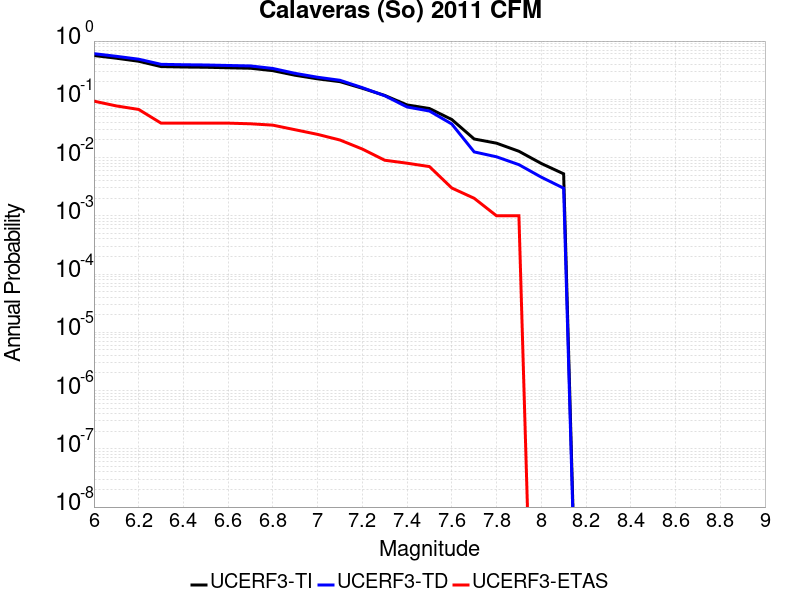 Calaveras (So) 2011 CFM
10^0
10^-1
10^-2
10^-3
10^-4
10^-5
10^-6
10^-7
10^-8
Annual Probability
6 6.2 6.4 6.6 6.8 7 7.2 7.4 7.6 7.8 8 8.2 8.4 8.6 8.8 9
Magnitude
UCERF3-TI UCERF3-TD UCERF3-ETAS